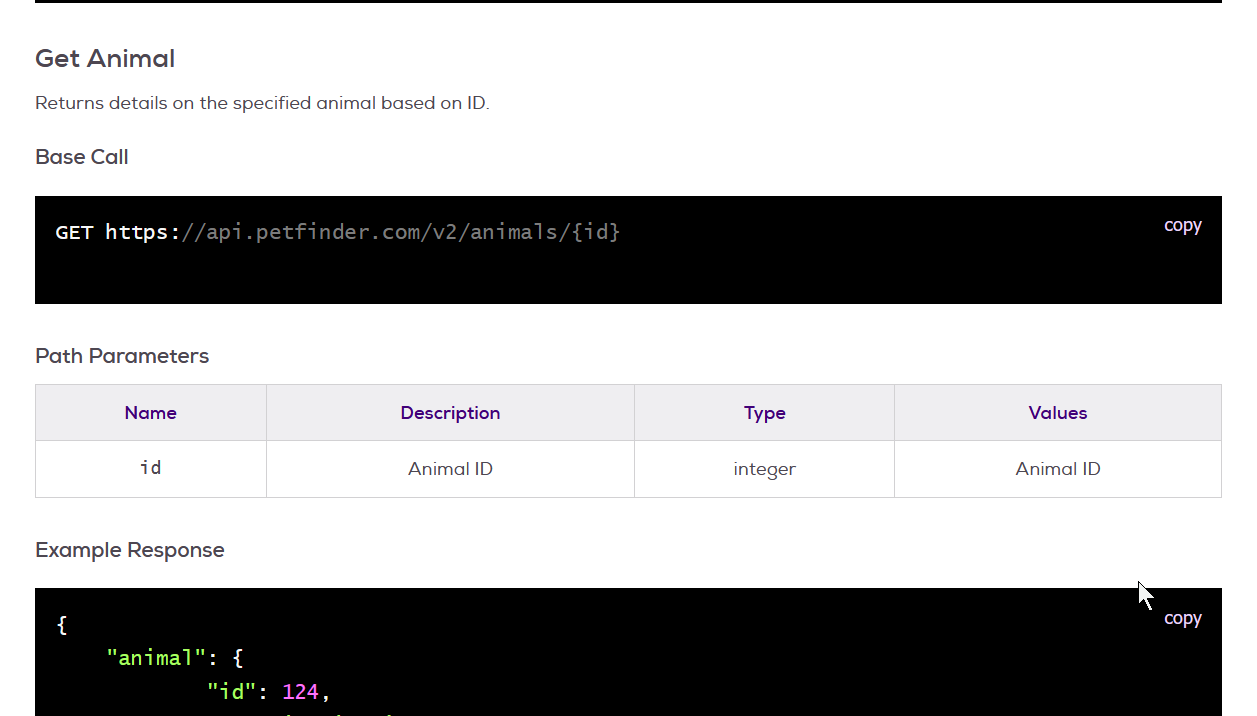 Get Animal
Returns details on the specified animal based on ID.
Base Call
GET https://api.petfinder.com/v2/animals/{id}
copy
Path Parameters
Name Description Type Values
id Animal ID integer Animal ID
Example Response
{
copy
"animal": {
"id": 124,